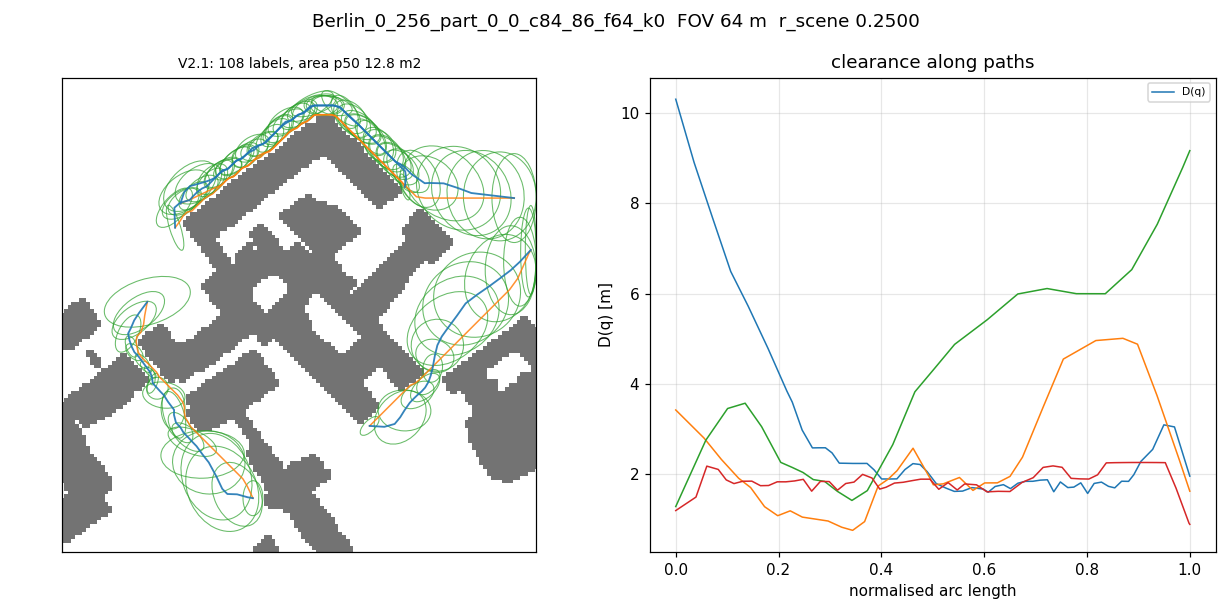 Berlin_0_256_part_0_0_c84_86_f64_k0  FOV 64 m  r_scene 0.2500
V2.1: 108 labels, area p50 12.8 m2
clearance along paths
D(q)
D(q) [m]
10
8
6
4
2
0.0 0.2 0.4 0.6 0.8 1.0
normalised arc length